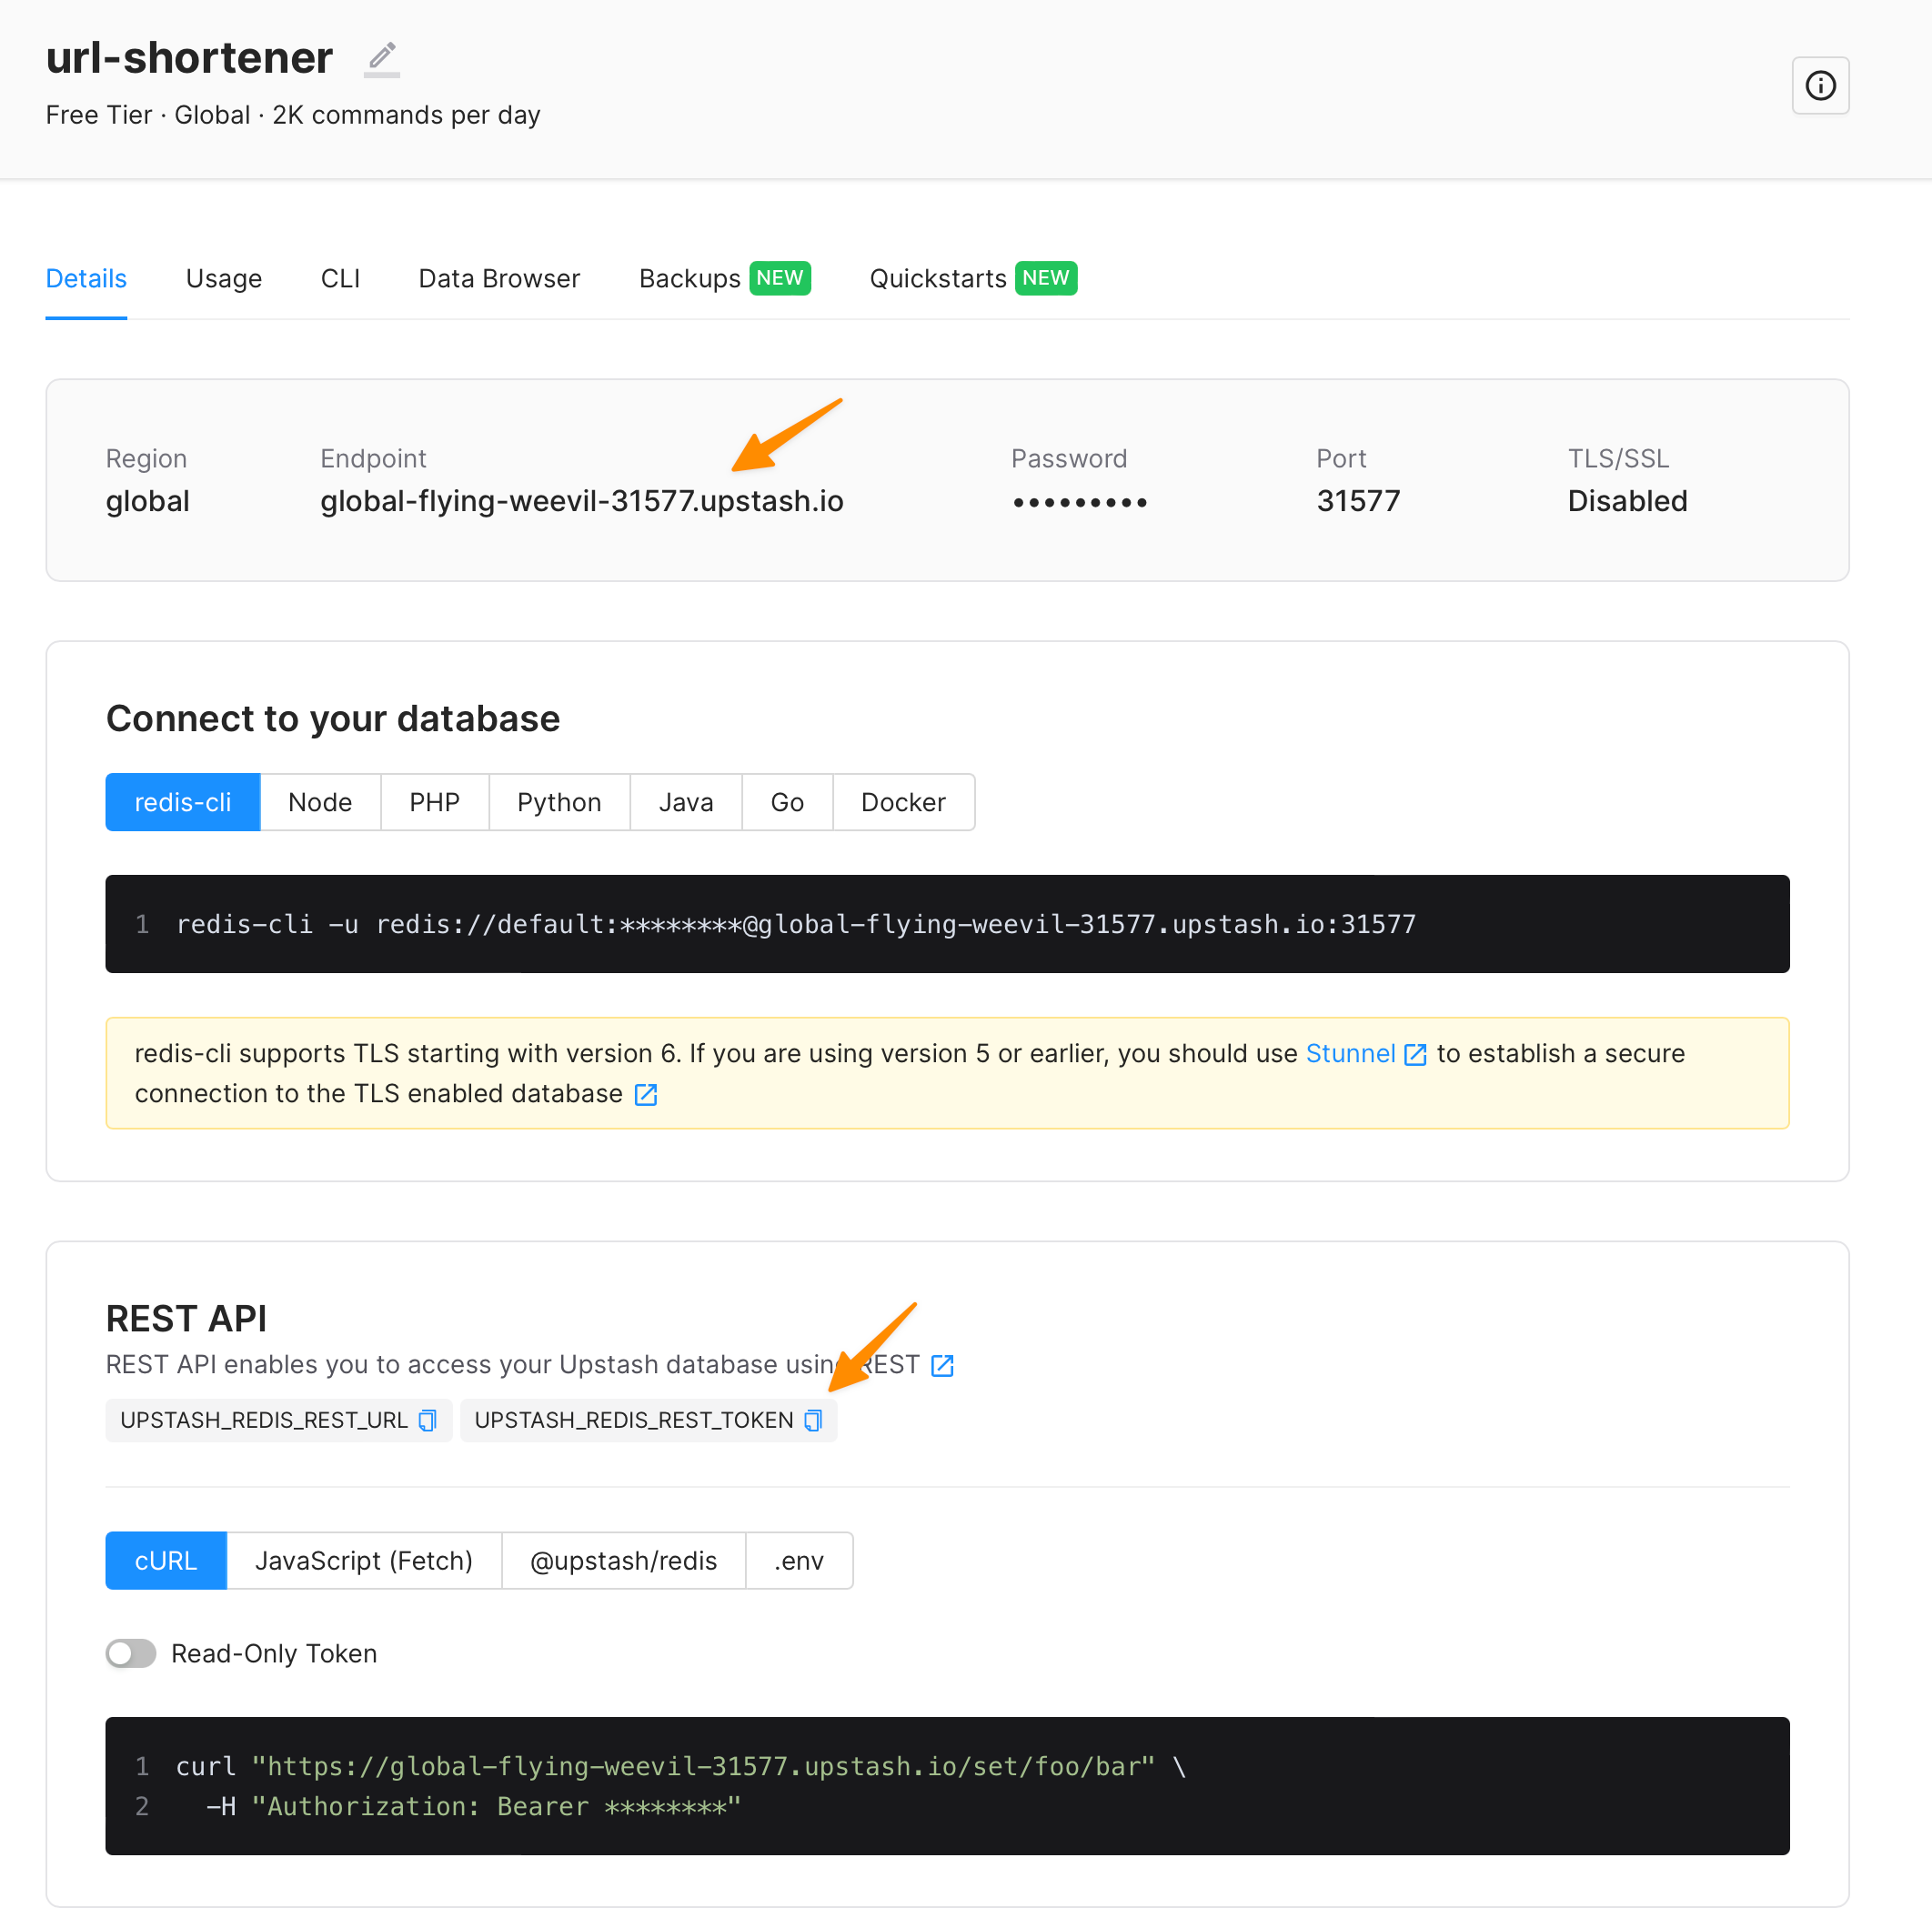 url-shortener
Free Tier · Global · 2K commands per day
Details Usage CLI Data Browser Backups NEW Quickstarts NEW
Region Endpoint Password Port TLS/SSL
global global-flying-weevil-31577.upstash.io ••••••••• 31577 Disabled
Connect to your database
redis-cli Node PHP Python Java Go Docker
1 redis-cli -u redis://default:********@global-flying-weevil-31577.upstash.io:31577
redis-cli supports TLS starting with version 6. If you are using version 5 or earlier, you should use Stunnel to establish a secure
connection to the TLS enabled database
REST API
REST API enables you to access your Upstash database using REST
UPSTASH_REDIS_REST_URL UPSTASH_REDIS_REST_TOKEN
cURL JavaScript (Fetch) @upstash/redis .env
Read-Only Token
1 curl "https://global-flying-weevil-31577.upstash.io/set/foo/bar" \
2 -H "Authorization: Bearer ********"